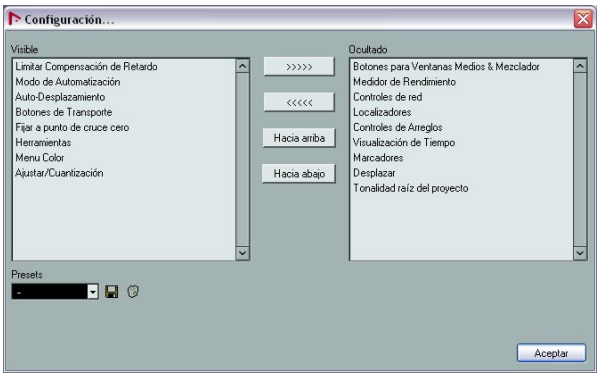 Configuración...
Visible
Limitar Compensación de Retardo
Modo de Automatización
Auto-Desplazamiento
Botones de Transporte
Fijar a punto de cruce cero
Herramientas
Menu Color
Ajustar/Cuantización
>>>>>
<<<<<
Hacia arriba
Hacia abajo
Ocultado
Botones para Ventanas Medios & Mezclador
Medidor de Rendimiento
Controles de red
Localizadores
Controles de Arreglos
Visualización de Tiempo
Marcadores
Desplazar
Tonalidad raíz del proyecto
Presets
-
Aceptar